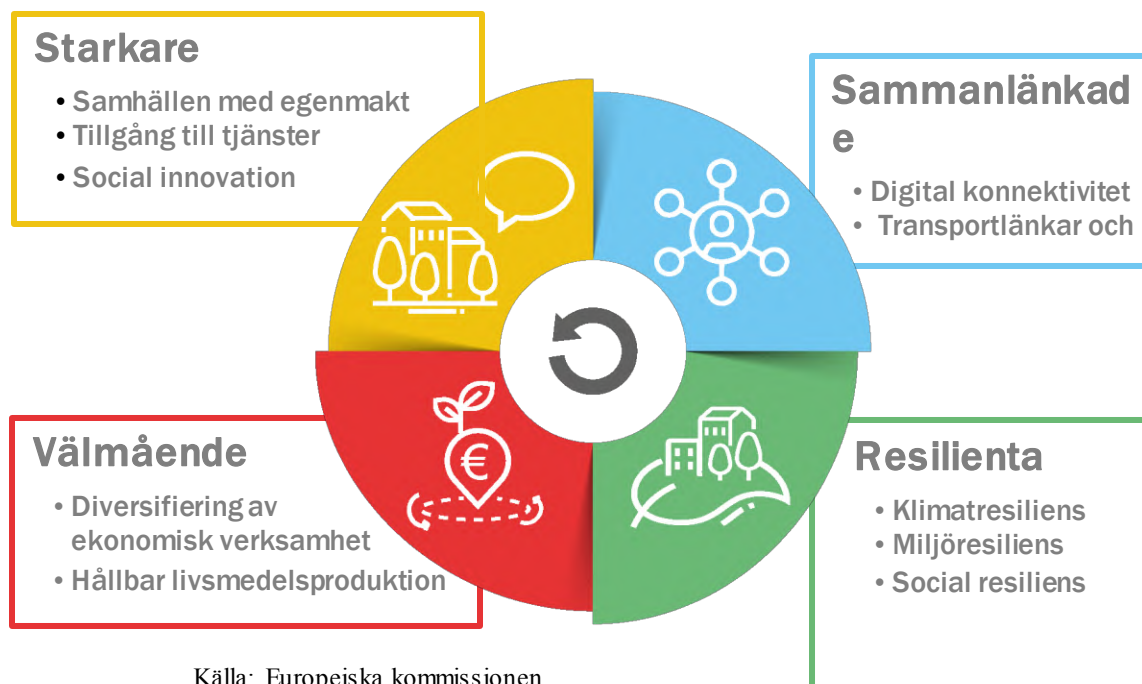 Starkare
• Samhällen med egenmakt
• Tillgång till tjänster
• Social innovation
Sammanlänkad
e
• Digital konnektivitet
• Transportlänkar och
€
Välmående
• Diversifiering av
ekonomisk verksamhet
• Hållbar livsmedelsproduktion
Resilienta
• Klimatresiliens
• Miljöresiliens
• Social resiliens
Källa: Europeiska kommissionen